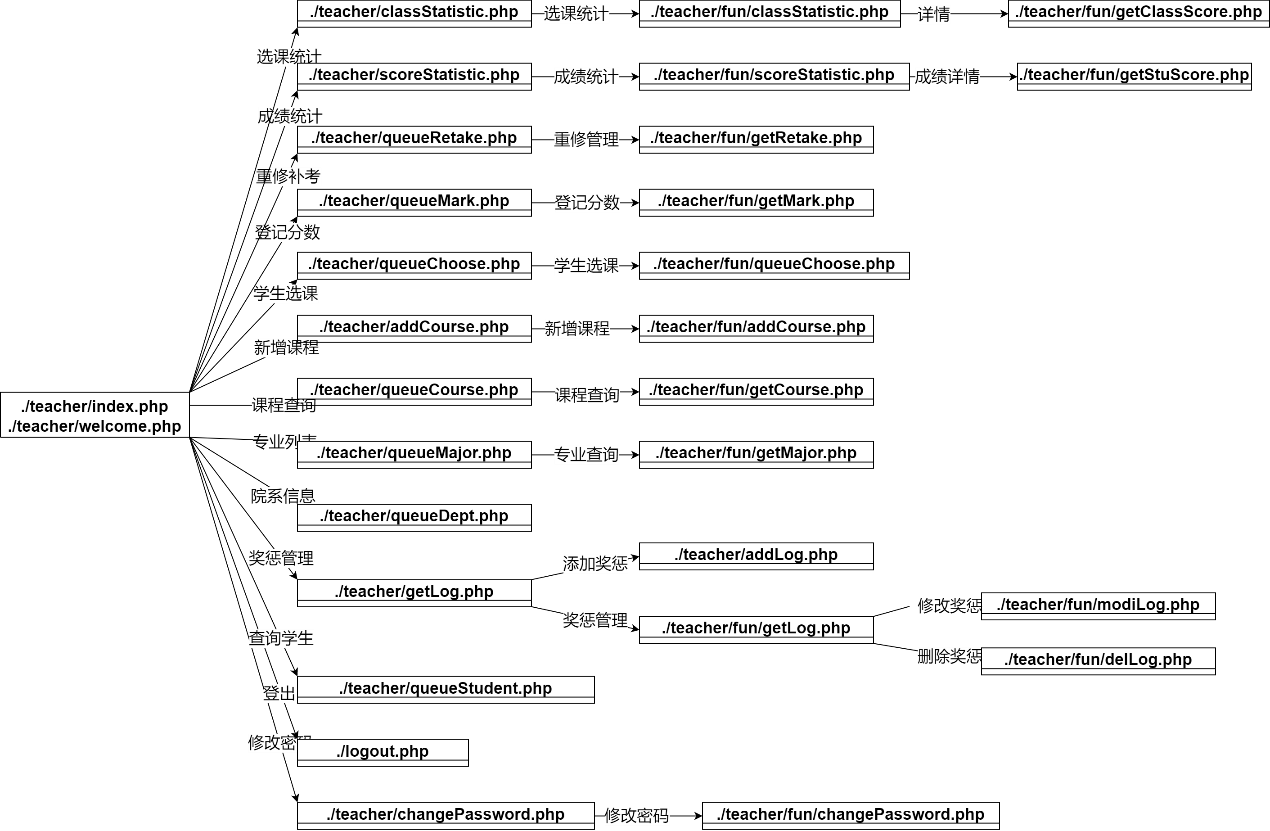 ./teacher/classStatistic.php
选课统计
./teacher/fun/classStatistic.php
详情
./teacher/fun/getClassScore.php
选课统计
./teacher/scoreStatistic.php
成绩统计
./teacher/fun/scoreStatistic.php
成绩详情
./teacher/fun/getStuScore.php
成绩统计
./teacher/queueRetake.php
重修管理
./teacher/fun/getRetake.php
重修补考
./teacher/queueMark.php
登记分数
./teacher/fun/getMark.php
登记分数
./teacher/queueChoose.php
学生选课
./teacher/fun/queueChoose.php
学生选课
./teacher/addCourse.php
新增课程
./teacher/fun/addCourse.php
新增课程
./teacher/queueCourse.php
课程查询
./teacher/fun/getCourse.php
./teacher/index.php
./teacher/welcome.php
课程查询
专业列表
./teacher/queueMajor.php
专业查询
./teacher/fun/getMajor.php
院系信息
./teacher/queueDept.php
奖惩管理
./teacher/getLog.php
添加奖惩
./teacher/addLog.php
奖惩管理
./teacher/fun/getLog.php
修改奖惩
./teacher/fun/modiLog.php
删除奖惩
./teacher/fun/delLog.php
查询学生
./teacher/queueStudent.php
登出
./logout.php
修改密码
./teacher/changePassword.php
修改密码
./teacher/fun/changePassword.php